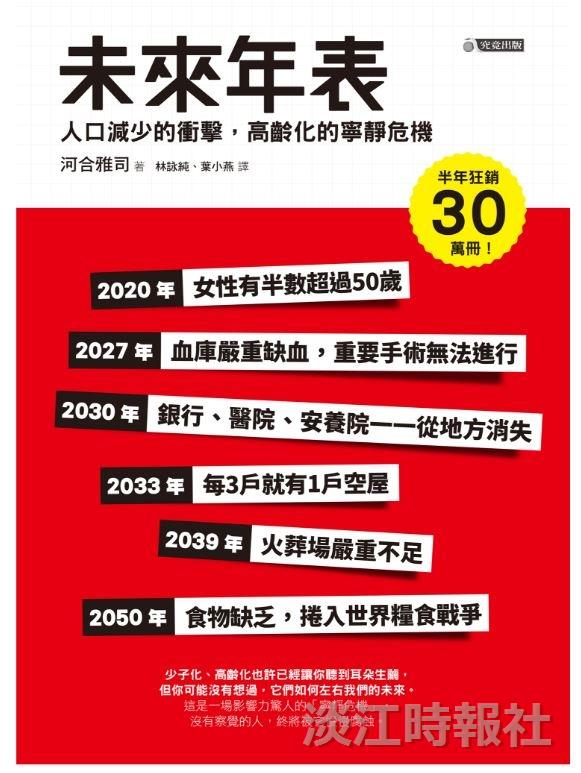 究竟出版
未來年表
人口減少的衝擊，高齡化的寧靜危機
河合雅司 著 林詠純、葉小燕 譯
半年狂銷
30
萬冊！
2020 年 女性有半數超過50歲
2027 年 血庫嚴重缺血，重要手術無法進行
2030 年 銀行、醫院、安養院——從地方消失
2033 年 每3戶就有1戶空屋
2039 年 火葬場嚴重不足
2050 年 食物缺乏，捲入世界糧食戰爭
少子化、高齡化也許已經讓你聽到耳朵生繭，
但你可能沒有想過，它們如何左右我們的未來。
這是一場影響力驚人的「寧靜危機
沒有察覺的人，終將被
淡江時報社